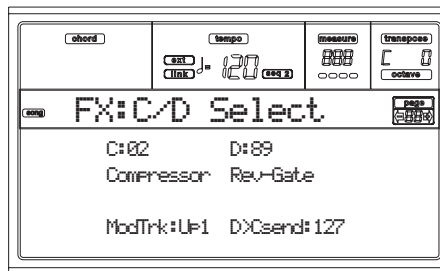 chord tempo measure transpose
ext ♩= 120 seq 2 888 C 0
link octave
song FX:C/D Select page
88
C:02 D:89
Compressor Rev-Gate
ModTrk:Up1 D>Csend:127